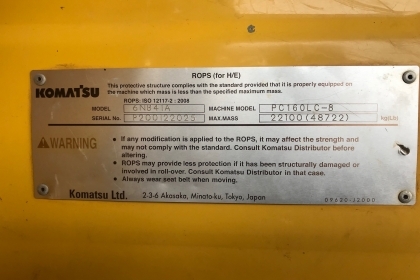 ROPS (for H/E)
This protective structure complies with the standard provided that it is properly equipped on
the machine which mass is less than the specified maximum mass.
KOMATSU
ROPS: ISO 12117-2 : 2008
MODEL 6N841A MACHINE MODEL PC160LC-8
SERIAL No. P200122025 MAX.MASS 22100(48722) kg(Lb)
WARNING
• If any modification is applied to the ROPS, it may affect the strength and
may not comply with the standard. Consult Komatsu Distributor before
altering.
• ROPS may provide less protection if it has been structurally damaged or
involved in roll-over. Consult Komatsu Distributor in that case.
• Always wear seat belt when moving.
Komatsu Ltd. 2-3-6 Akasaka, Minato-ku, Tokyo, Japan